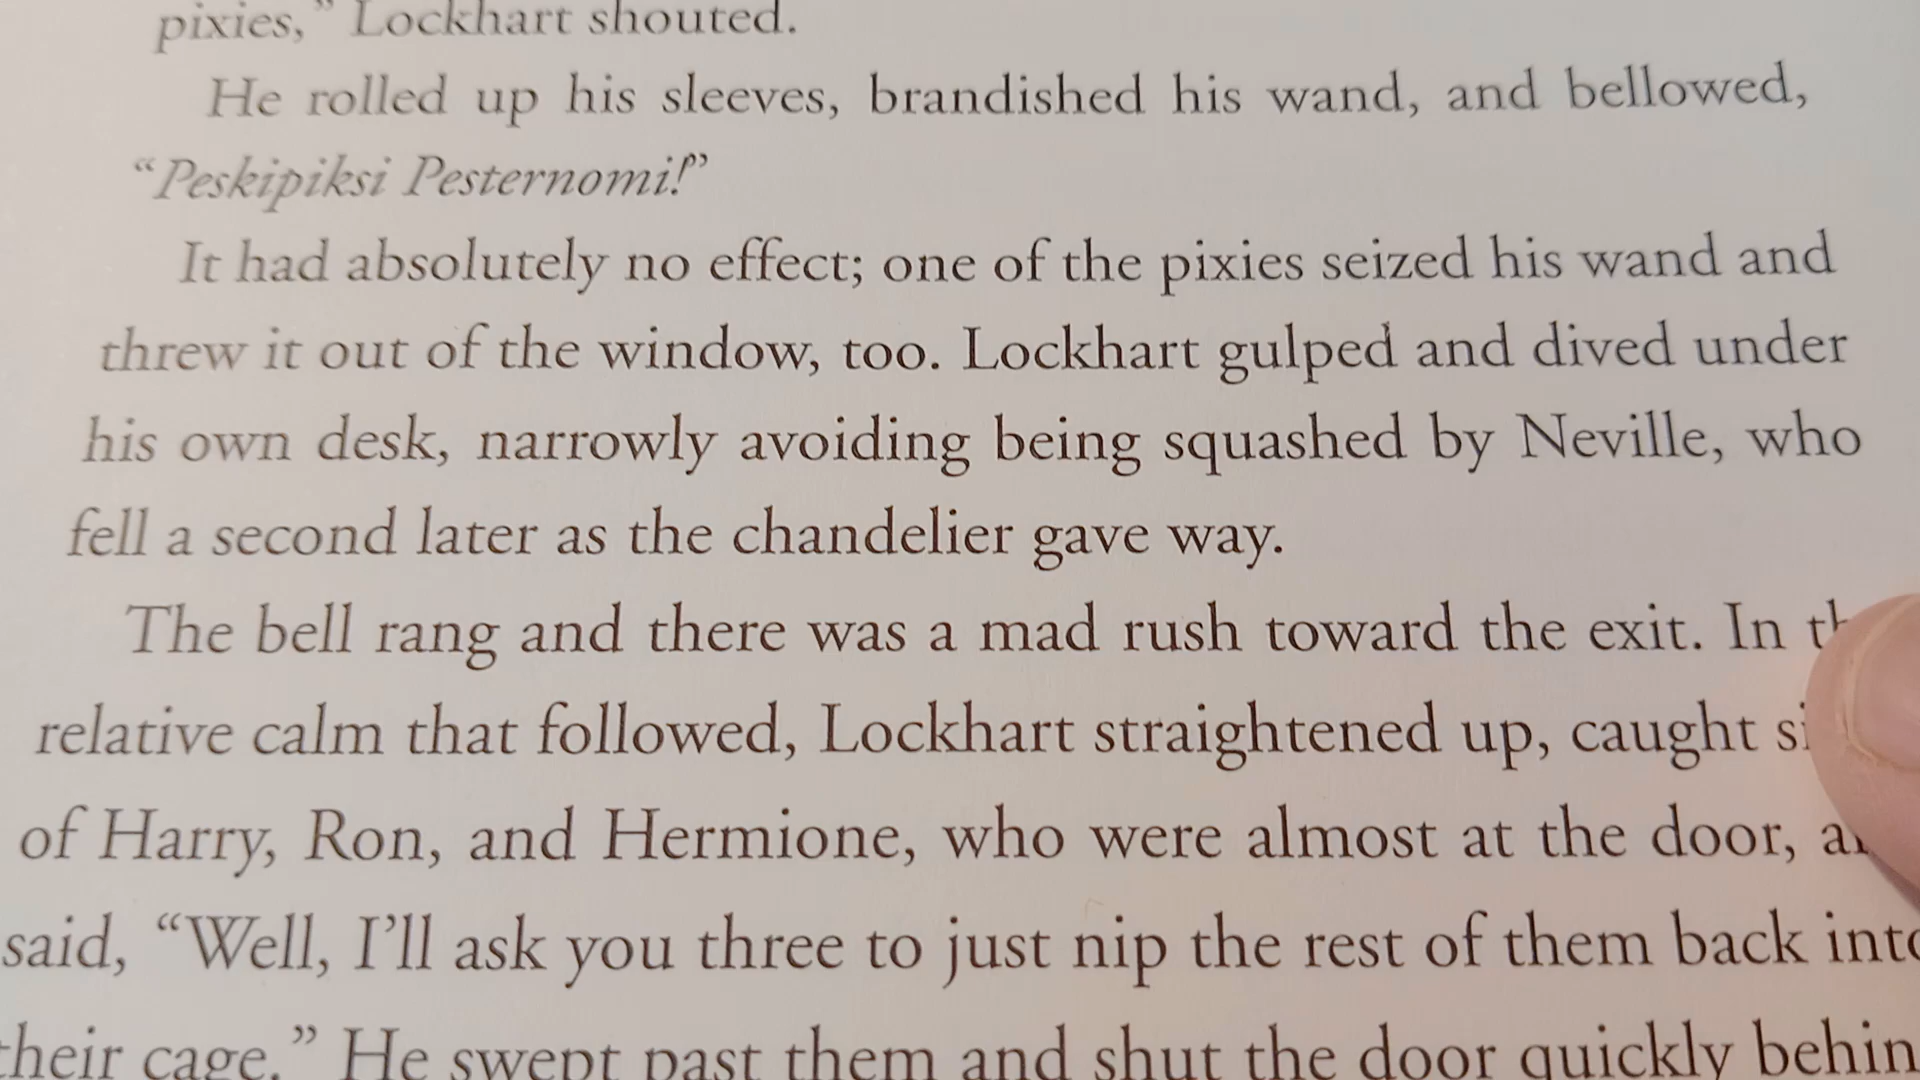 pixies," Lockhart shouted.
He rolled up his sleeves, brandished his wand, and bellowed,
"Peskipiksi Pesternomi!"
It had absolutely no effect; one of the pixies seized his wand and
threw it out of the window, too. Lockhart gulped and dived under
his own desk, narrowly avoiding being squashed by Neville, who
fell a second later as the chandelier gave way.
The bell rang and there was a mad rush toward the exit. In
relative calm that followed, Lockhart straightened up, caught
of Harry, Ron, and Hermione, who were almost at the door,
said, "Well, I'll ask you three to just nip the rest of them back into
their cage." He swept past them and shut the door quickly